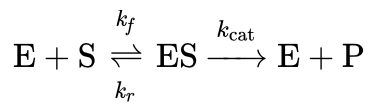 k_f k_cat
E + S ⇌ ES ⟶ E + P
k_r